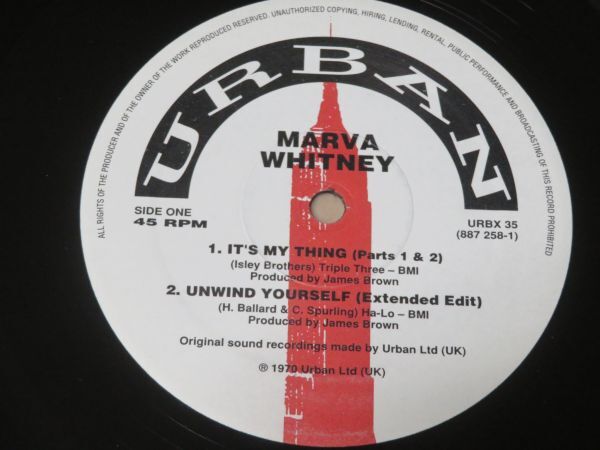 ALL RIGHTS OF THE PRODUCER AND OF THE OWNER OF THE WORK REPRODUCED RESERVED. UNAUTHORIZED COPYING, HIRING, LENDING, RENTAL, PUBLIC PERFORMANCE AND BROADCASTING OF THIS RECORD PROHIBITED
URBAN
MARVA
WHITNEY
SIDE ONE
45 RPM
URBX 35
(887 258-1)
1. IT'S MY THING (Parts 1 & 2)
(Isley Brothers) Triple Three – BMI
Produced by James Brown
2. UNWIND YOURSELF (Extended Edit)
(H. Ballard & C. Spurling) Ha-Lo – BMI
Produced by James Brown
Original sound recordings made by Urban Ltd (UK)
℗ 1970 Urban Ltd (UK)